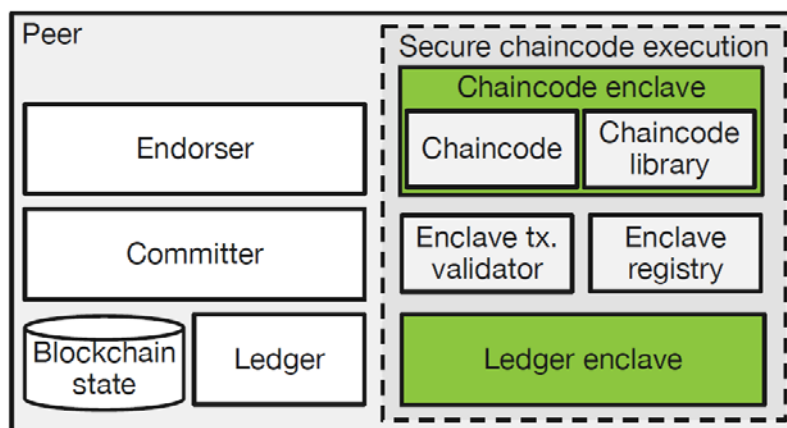 Peer
Secure chaincode execution
Chaincode enclave
Endorser
Chaincode
Chaincode
library
Committer
Enclave tx.
validator
Enclave
registry
Blockchain
state
Ledger
Ledger enclave